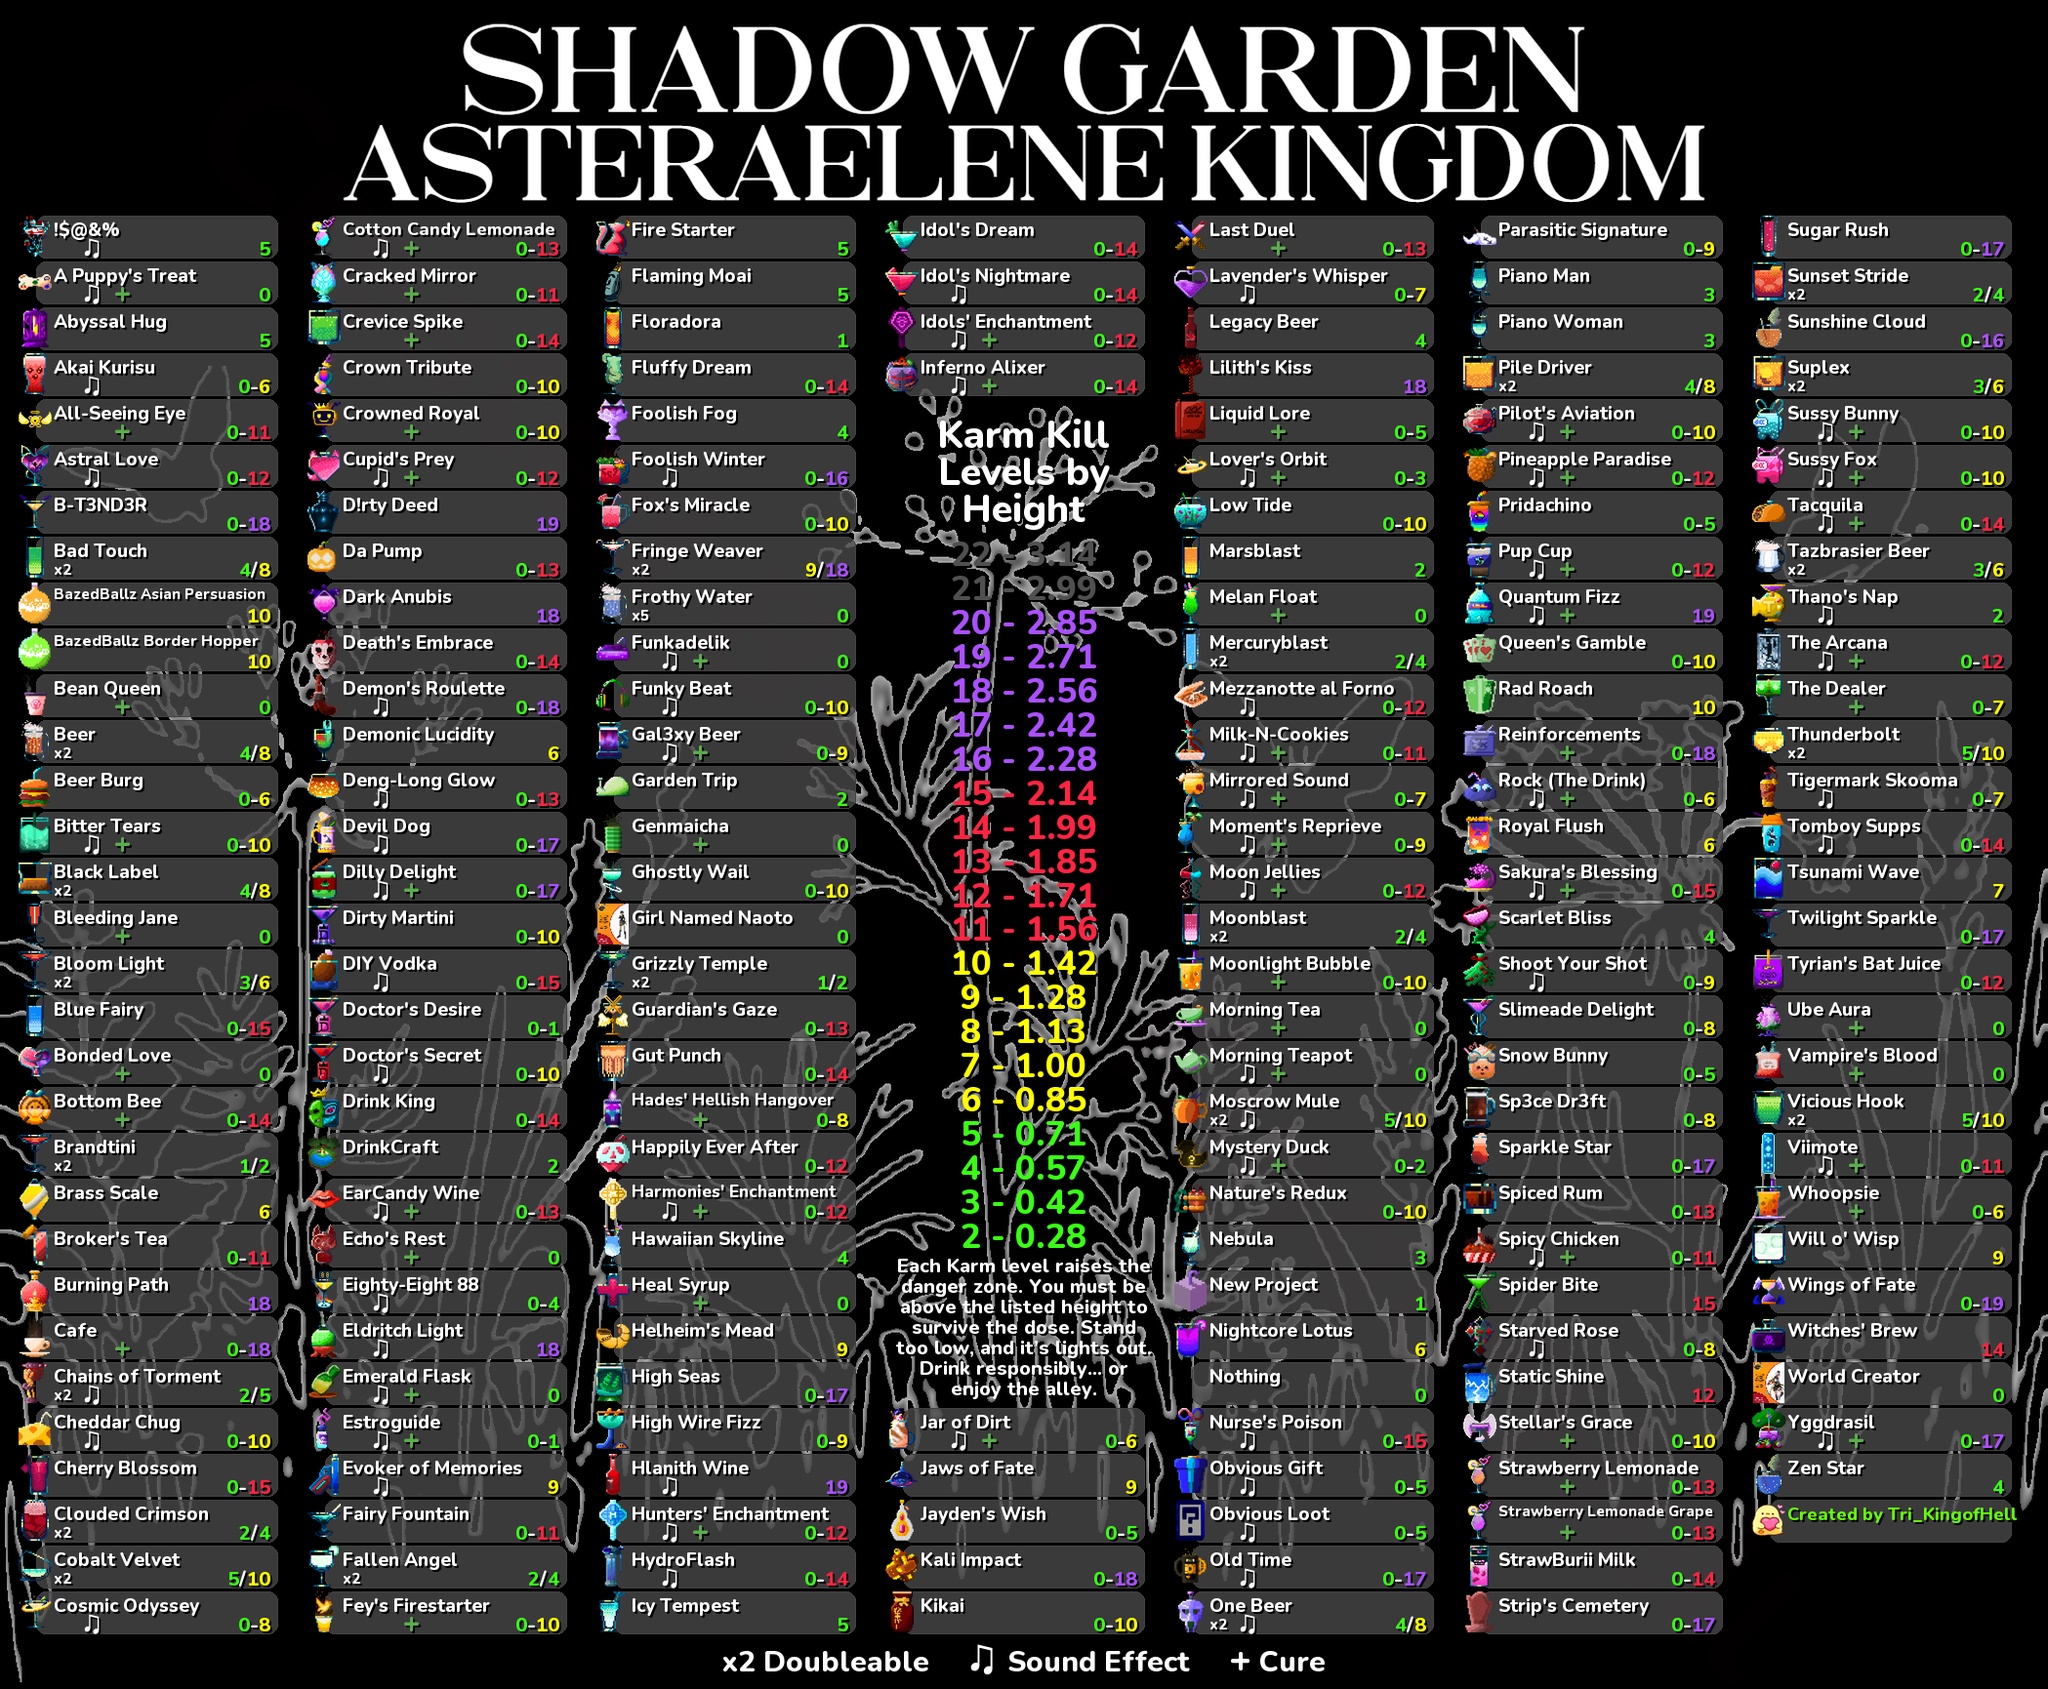 SHADOW GARDEN
ASTERAELENE KINGDOM
!$@&%
♫ 5
A Puppy's Treat
♫ + 0
Abyssal Hug
5
Akai Kurisu
♫ 0-6
All-Seeing Eye
+ 0-11
Astral Love
♫ 0-12
B-T3ND3R
0-18
Bad Touch
x2 4/8
BazedBallz Asian Persuasion
10
BazedBallz Border Hopper
10
Bean Queen
+ 0
Beer
x2 4/8
Beer Burg
0-6
Bitter Tears
♫ + 0-10
Black Label
x2 4/8
Bleeding Jane
+ 0
Bloom Light
x2 3/6
Blue Fairy
0-15
Bonded Love
+ 0
Bottom Bee
+ 0-14
Brandtini
x2 1/2
Brass Scale
6
Broker's Tea
0-11
Burning Path
18
Cafe
+ 0-18
Chains of Torment
x2 ♫ 2/5
Cheddar Chug
♫ 0-10
Cherry Blossom
0-15
Clouded Crimson
x2 2/4
Cobalt Velvet
x2 5/10
Cosmic Odyssey
♫ 0-8
Cotton Candy Lemonade
♫ + 0-13
Cracked Mirror
+ 0-11
Crevice Spike
+ 0-14
Crown Tribute
0-10
Crowned Royal
+ 0-10
Cupid's Prey
♫ + 0-12
D!rty Deed
19
Da Pump
0-13
Dark Anubis
18
Death's Embrace
0-14
Demon's Roulette
♫ 0-18
Demonic Lucidity
6
Deng-Long Glow
♫ 0-13
Devil Dog
♫ 0-17
Dilly Delight
♫ + 0-17
Dirty Martini
0-10
DIY Vodka
♫ 0-15
Doctor's Desire
0-1
Doctor's Secret
♫ 0-10
Drink King
0-14
DrinkCraft
2
EarCandy Wine
♫ + 0-13
Echo's Rest
+ 0
Eighty-Eight 88
♫ 0-4
Eldritch Light
♫ 18
Emerald Flask
♫ + 0
Estroguide
♫ + 0-1
Evoker of Memories
♫ 9
Fairy Fountain
0-11
Fallen Angel
x2 2/4
Fey's Firestarter
+ 0-10
Fire Starter
5
Flaming Moai
5
Floradora
1
Fluffy Dream
0-14
Foolish Fog
4
Foolish Winter
♫ 0-16
Fox's Miracle
0-10
Fringe Weaver
x2 9/18
Frothy Water
x5 0
Funkadelik
♫ + 0
Funky Beat
♫ 0-10
Gal3xy Beer
♫ + 0-9
Garden Trip
2
Genmaicha
+ 0
Ghostly Wail
0-10
Girl Named Naoto
0
Grizzly Temple
x2 1/2
Guardian's Gaze
0-13
Gut Punch
0-14
Hades' Hellish Hangover
+ 0-8
Happily Ever After
0-12
Harmonies' Enchantment
♫ + 0-12
Hawaiian Skyline
4
Heal Syrup
+ 0
Helheim's Mead
9
High Seas
0-17
High Wire Fizz
0-9
Hlanith Wine
19
Hunters' Enchantment
♫ + 0-12
HydroFlash
♫ 0-14
Icy Tempest
5
Idol's Dream
0-14
Idol's Nightmare
♫ 0-14
Idols' Enchantment
♫ + 0-12
Inferno Alixer
♫ + 0-14
Karm Kill
Levels by
Height
22 - 3.14
21 - 2.99
20 - 2.85
19 - 2.71
18 - 2.56
17 - 2.42
16 - 2.28
15 - 2.14
14 - 1.99
13 - 1.85
12 - 1.71
11 - 1.56
10 - 1.42
9 - 1.28
8 - 1.13
7 - 1.00
6 - 0.85
5 - 0.71
4 - 0.57
3 - 0.42
2 - 0.28
Each Karm level raises the
danger zone. You must be
above the listed height to
survive the dose. Stand
too low, and it's lights out.
Drink responsibly... or
enjoy the alley.
Jar of Dirt
♫ + 0-6
Jaws of Fate
9
Jayden's Wish
0-5
Kali Impact
0-18
Kikai
0-10
Last Duel
+ 0-13
Lavender's Whisper
♫ 0-7
Legacy Beer
4
Lilith's Kiss
18
Liquid Lore
+ 0-5
Lover's Orbit
♫ + 0-3
Low Tide
0-10
Marsblast
2
Melan Float
+ 0
Mercuryblast
x2 2/4
Mezzanotte al Forno
♫ 0-12
Milk-N-Cookies
♫ + 0-11
Mirrored Sound
♫ + 0-7
Moment's Reprieve
♫ + 0-9
Moon Jellies
♫ + 0-12
Moonblast
x2 2/4
Moonlight Bubble
+ 0-10
Morning Tea
+ 0
Morning Teapot
♫ + 0
Moscrow Mule
x2 ♫ 5/10
Mystery Duck
♫ + 0-2
Nature's Redux
0-10
Nebula
3
New Project
1
Nightcore Lotus
6
Nothing
0
Nurse's Poison
♫ 0-15
Obvious Gift
♫ 0-5
Obvious Loot
♫ 0-5
Old Time
♫ 0-17
One Beer
x2 ♫ 4/8
Parasitic Signature
0-9
Piano Man
3
Piano Woman
3
Pile Driver
x2 4/8
Pilot's Aviation
♫ + 0-10
Pineapple Paradise
♫ + 0-12
Pridachino
0-5
Pup Cup
♫ + 0-12
Quantum Fizz
♫ + 19
Queen's Gamble
0-10
Rad Roach
10
Reinforcements
+ 0-18
Rock (The Drink)
♫ + 0-6
Royal Flush
6
Sakura's Blessing
♫ + 0-15
Scarlet Bliss
4
Shoot Your Shot
♫ 0-9
Slimeade Delight
0-8
Snow Bunny
0-5
Sp3ce Dr3ft
0-8
Sparkle Star
0-17
Spiced Rum
0-13
Spicy Chicken
♫ + 0-11
Spider Bite
15
Starved Rose
0-8
Static Shine
12
Stellar's Grace
+ 0-10
Strawberry Lemonade
+ 0-13
Strawberry Lemonade Grape
+ 0-13
StrawBurii Milk
0-14
Strip's Cemetery
0-17
Sugar Rush
0-17
Sunset Stride
x2 2/4
Sunshine Cloud
0-16
Suplex
x2 3/6
Sussy Bunny
♫ + 0-10
Sussy Fox
♫ + 0-10
Tacquila
♫ + 0-14
Tazbrasier Beer
x2 3/6
Thano's Nap
♫ 2
The Arcana
♫ + 0-12
The Dealer
+ 0-7
Thunderbolt
x2 5/10
Tigermark Skooma
♫ 0-7
Tomboy Supps
♫ 0-14
Tsunami Wave
7
Twilight Sparkle
0-17
Tyrian's Bat Juice
0-12
Ube Aura
+ 0
Vampire's Blood
+ 0
Vicious Hook
x2 5/10
Viimote
♫ + 0-11
Whoopsie
+ 0-6
Will o' Wisp
9
Wings of Fate
0-19
Witches' Brew
14
World Creator
0
Yggdrasil
♫ + 0-17
Zen Star
4
Created by Tri_KingofHell
x2 Doubleable ♫ Sound Effect + Cure